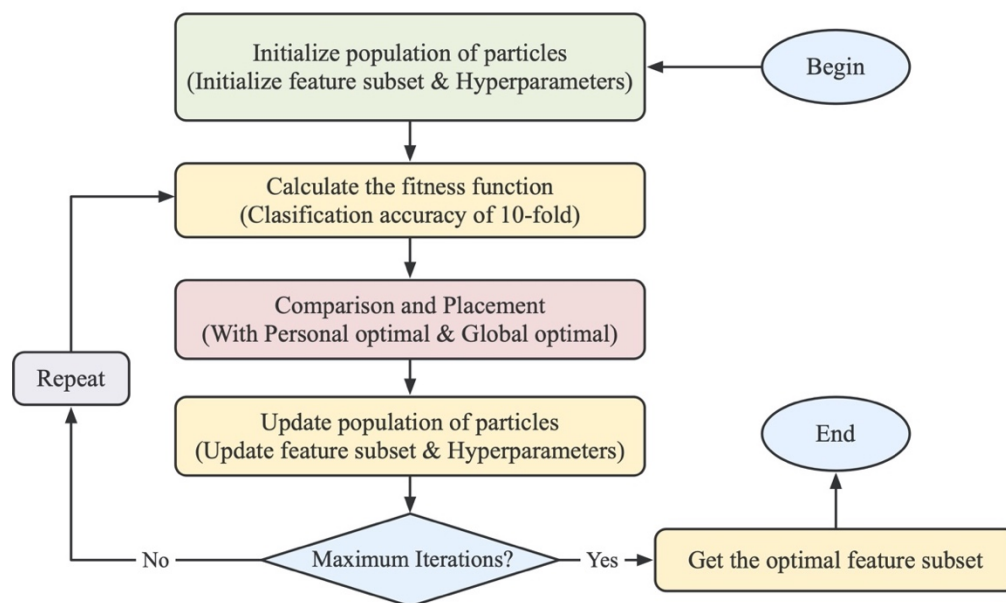 Initialize population of particles
(Initialize feature subset & Hyperparameters)
Begin
Calculate the fitness function
(Clasification accuracy of 10-fold)
Comparison and Placement
(With Personal optimal & Global optimal)
Repeat
Update population of particles
(Update feature subset & Hyperparameters)
End
No
Maximum Iterations?
Yes
Get the optimal feature subset